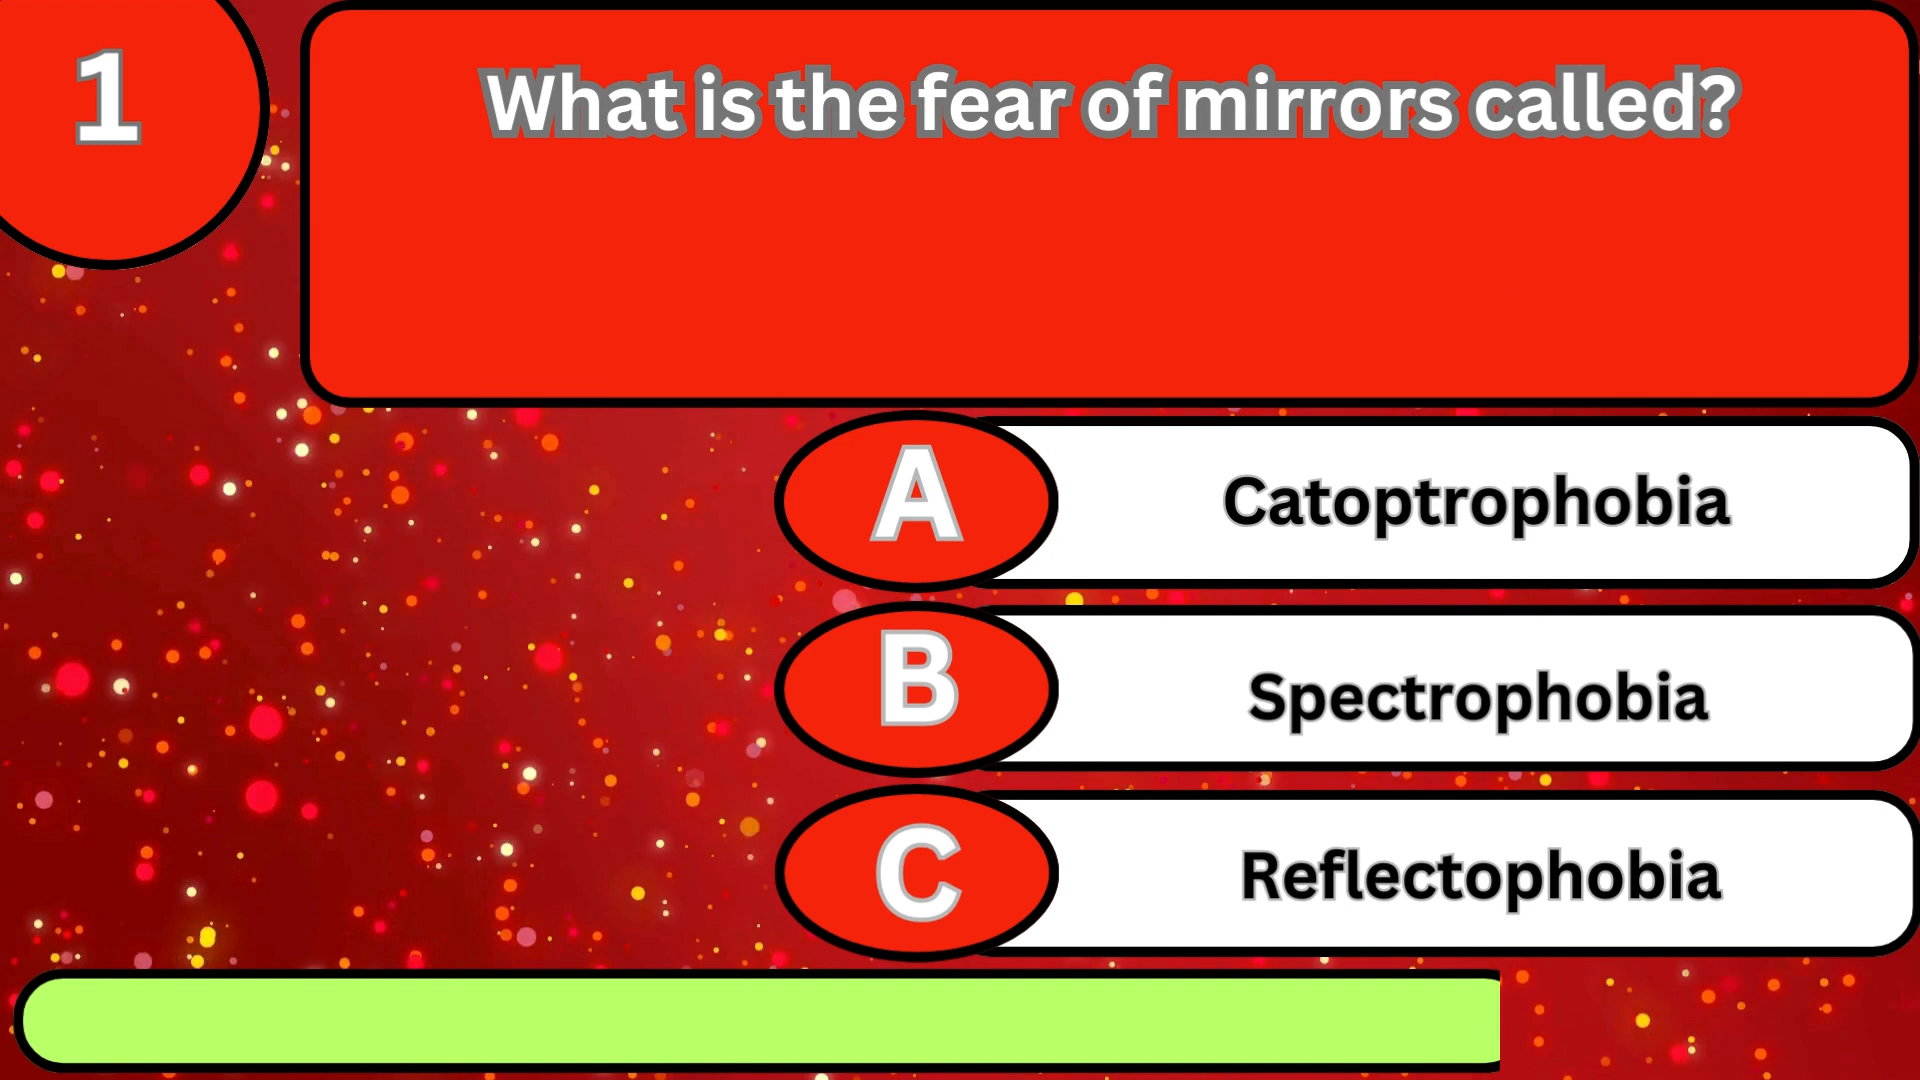 1
What is the fear of mirrors called?
A
Catoptrophobia
B
Spectrophobia
C
Reflectophobia